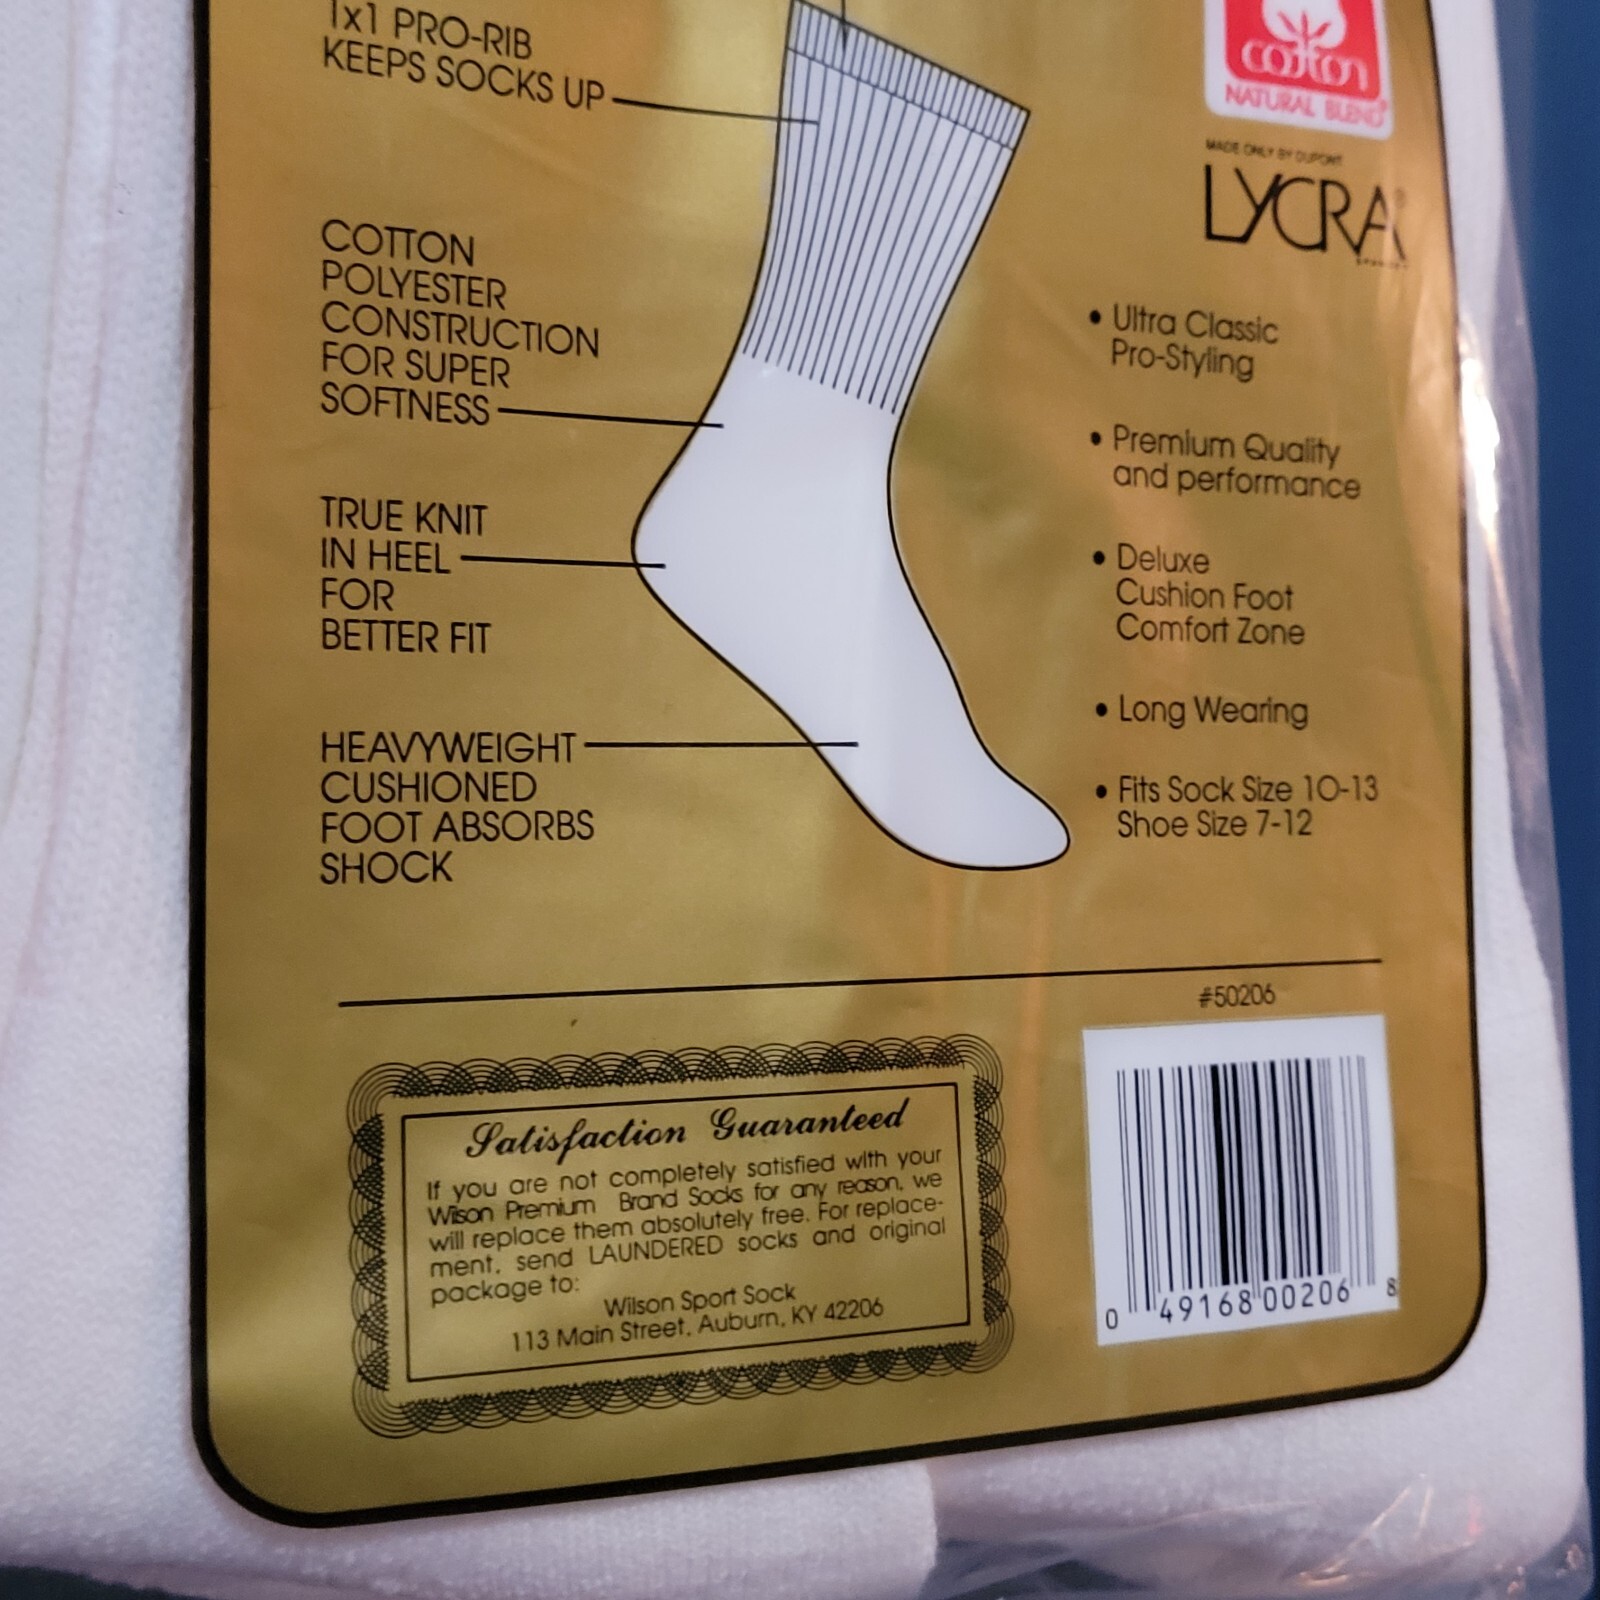 1x1 PRO-RIB
KEEPS SOCKS UP
COTTON
POLYESTER
CONSTRUCTION
FOR SUPER
SOFTNESS
TRUE KNIT
IN HEEL
FOR
BETTER FIT
HEAVYWEIGHT
CUSHIONED
FOOT ABSORBS
SHOCK
cotton
NATURAL BLEND®
MADE ONLY BY DUPONT
LYCRA®
• Ultra Classic
Pro-Styling
• Premium Quality
and performance
• Deluxe
Cushion Foot
Comfort Zone
• Long Wearing
• Fits Sock Size 10-13
Shoe Size 7-12
#50206
Satisfaction Guaranteed
If you are not completely satisfied with your
Wilson Premium Brand Socks for any reason, we
will replace them absolutely free. For replace-
ment, send LAUNDERED socks and original
package to:
Wilson Sport Sock
113 Main Street, Auburn, KY 42206
0 49168 00206 8